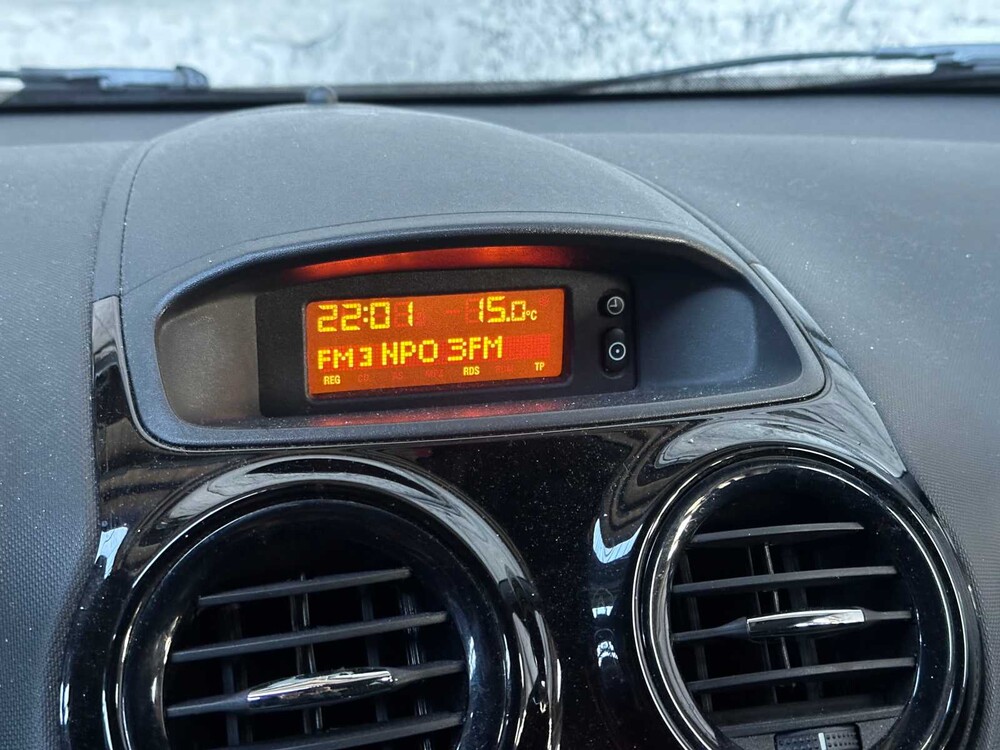 22:01 15.0°C
FM3 NPO 3FM
REG RDS TP